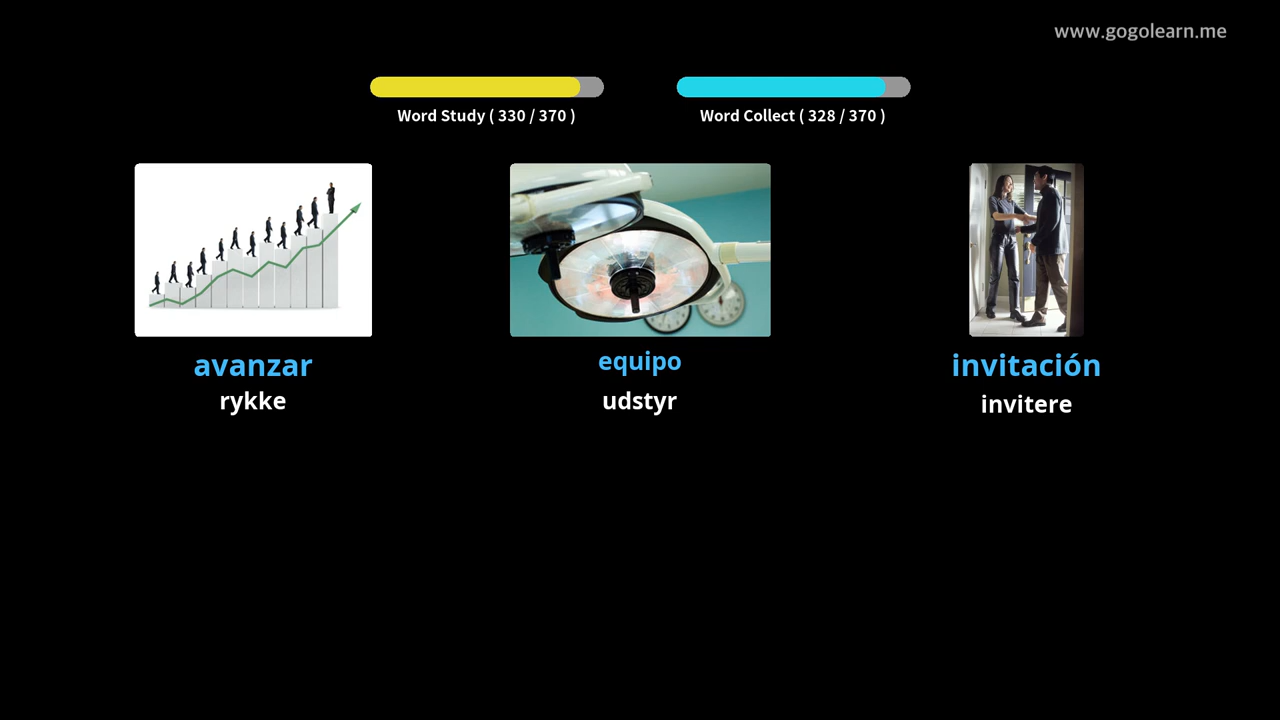 www.gogolearn.me
Word Study ( 330 / 370 )
Word Collect ( 328 / 370 )
avanzar
rykke
equipo
udstyr
invitación
invitere